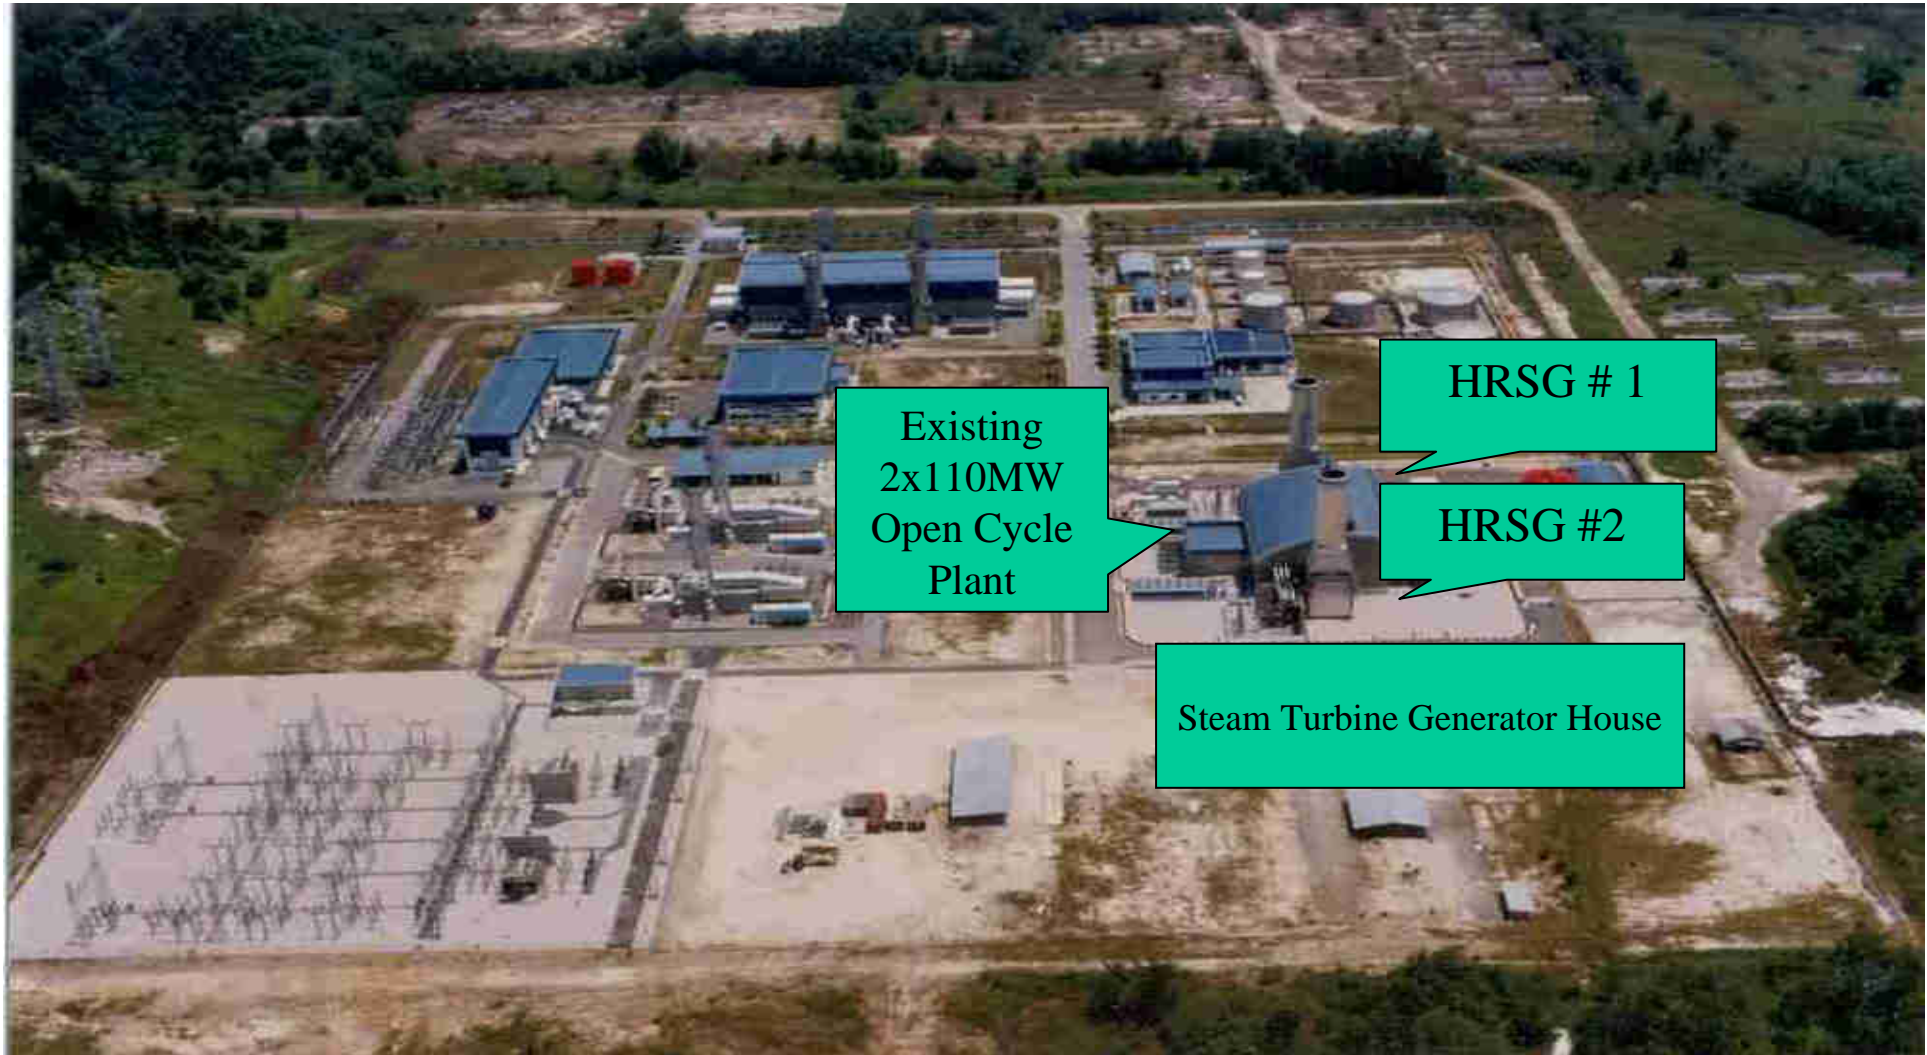 Existing
2x110MW
Open Cycle
Plant
HRSG # 1
HRSG #2
Steam Turbine Generator House